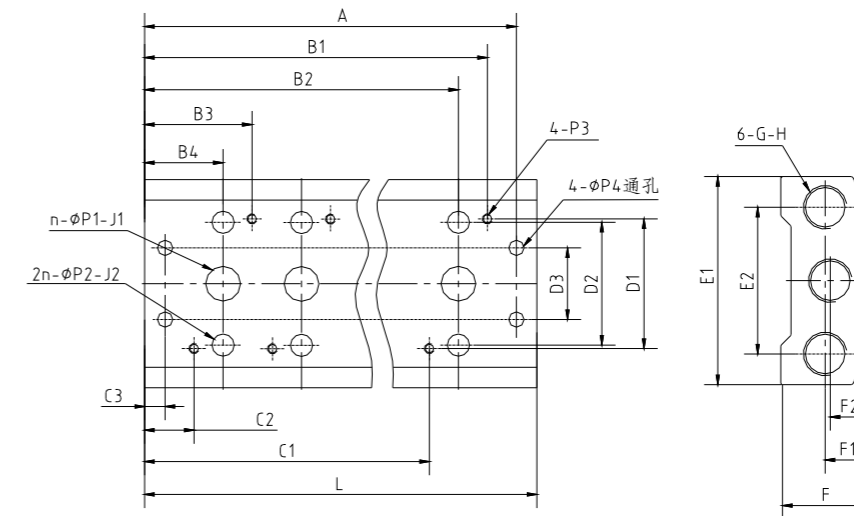 A
B1
B2
B3
4-P3
6-G-H
B4
4-ϕP4通孔
n-ϕP1-J1
2n-ϕP2-J2
D3
D2
D1
E1
E2
C3
C2
F2
C1
F1
L
F